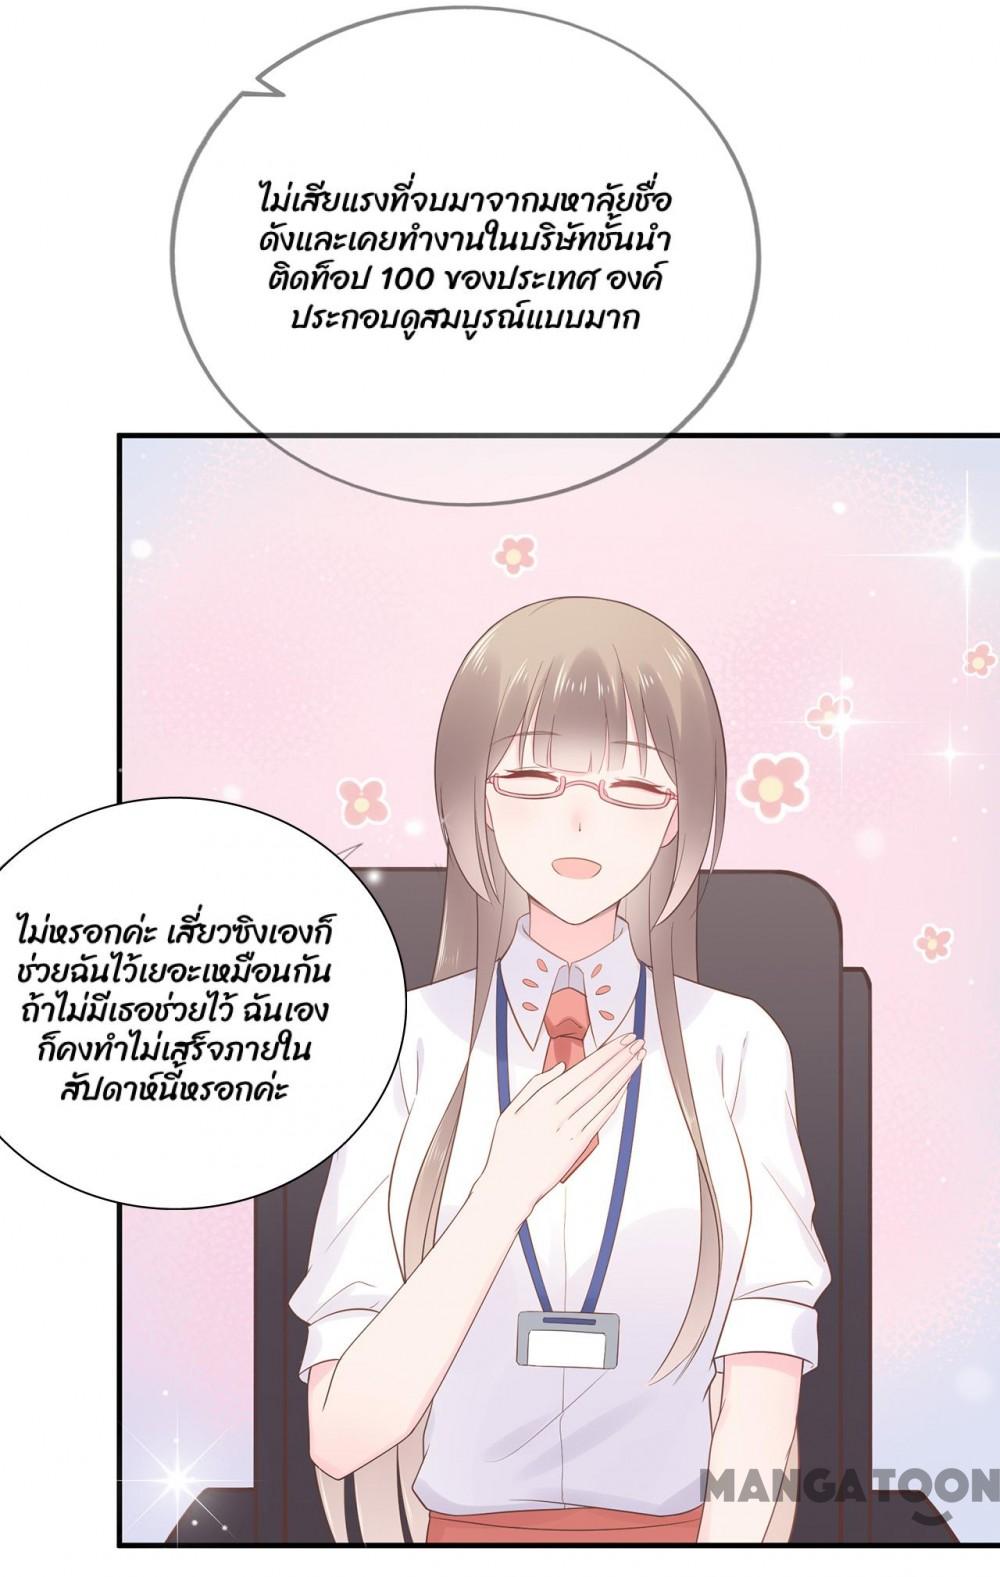 ไม่เสียแรงที่จบมาจากมหาลัยชื่อ
ดังและเคยทำงานในบริษัทชั้นนำ
ติดท็อป 100 ของประเทศ องค์
ประกอบดูสมบูรณ์แบบมาก
ไม่หรอกค่ะ เสี่ยวซิงเองก็
ช่วยฉันไว้เยอะเหมือนกัน
ถ้าไม่มีเธอช่วยไว้ ฉันเอง
ก็คงทำไม่เสร็จภายใน
สัปดาห์นี้หรอกค่ะ
MANGATOON